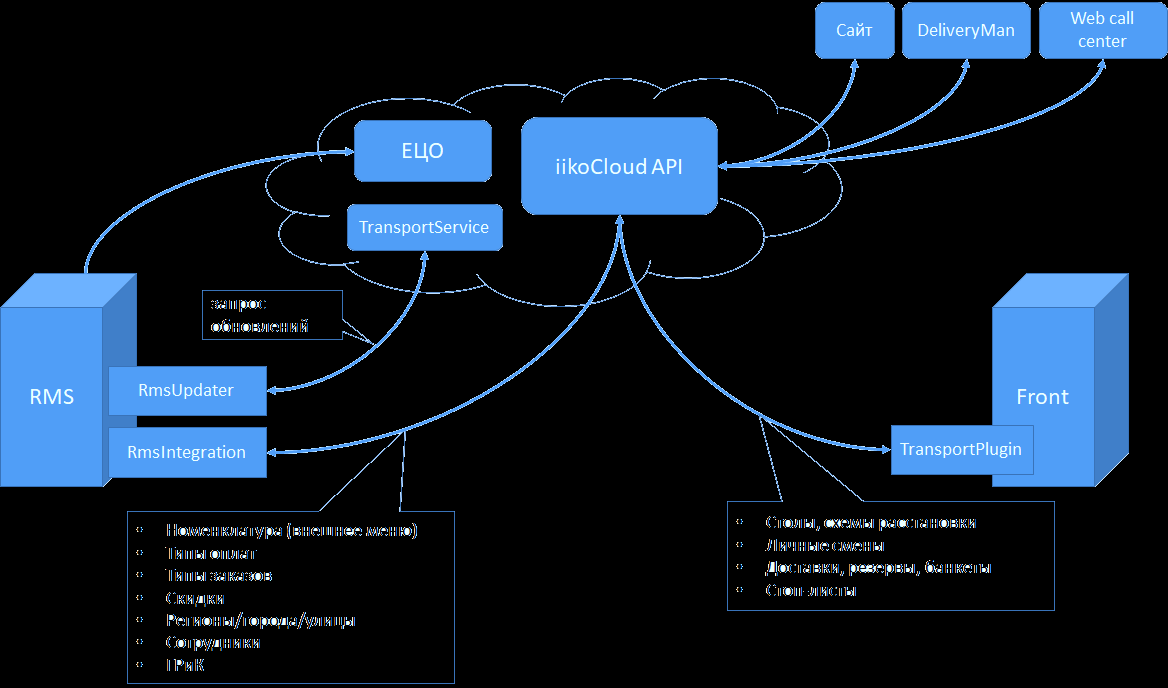 Сайт
DeliveryMan
Web call
center
ЕЦО
iikoCloud API
TransportService
запрос
обновлений
RMS
RmsUpdater
RmsIntegration
Front
TransportPlugin
Номенклатура (внешнее меню)
Типы оплат
Типы заказов
Скидки
Регионы/города/улицы
Сотрудники
ГРиК
Столы, схемы расстановки
Личные смены
Доставки, резервы, банкеты
Стоп-листы